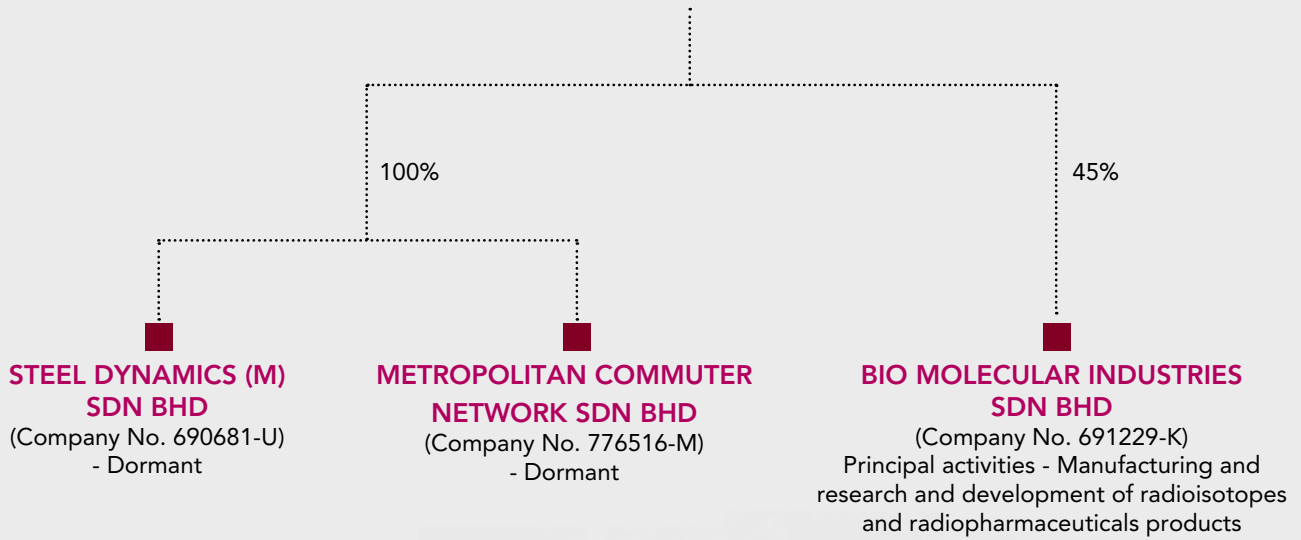 100%
45%
STEEL DYNAMICS (M)
SDN BHD
(Company No. 690681-U)
- Dormant
METROPOLITAN COMMUTER
NETWORK SDN BHD
(Company No. 776516-M)
- Dormant
BIO MOLECULAR INDUSTRIES
SDN BHD
(Company No. 691229-K)
Principal activities - Manufacturing and
research and development of radioisotopes
and radiopharmaceuticals products